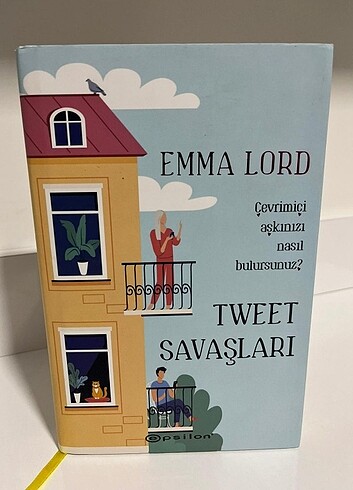 EMMA LORD
Çevrimiçi
aşkınızı
nasıl
bulursunuz?
TWEET
SAVAŞLARI
epsilon